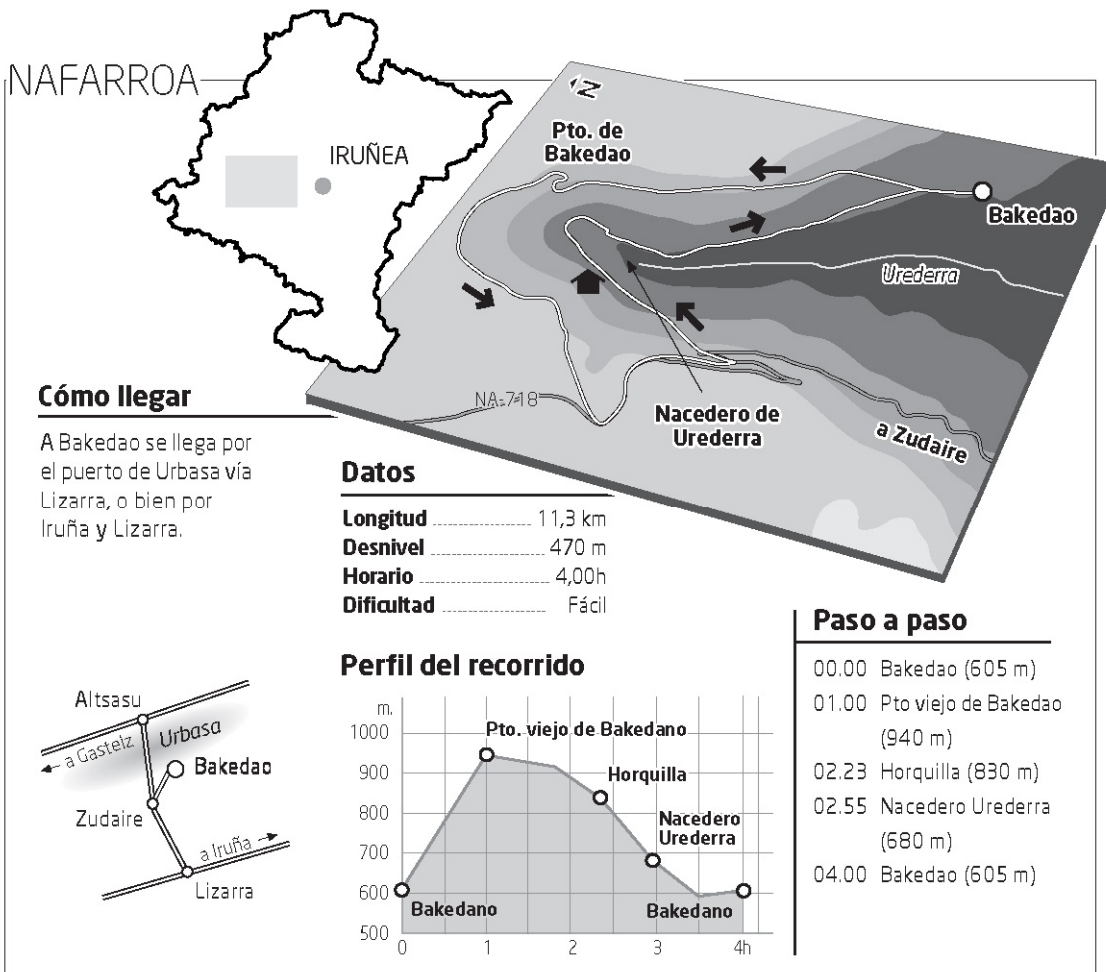 NAFARROA
IRUÑEA
N
Pto. de
Bakedao
Bakedao
Urederra
NA-718
Nacedero de
Urederra
a Zudaire
Cómo llegar
A Bakedao se llega por
el puerto de Urbasa vía
Lizarra, o bien por
Iruña y Lizarra.
Datos
Longitud 11,3 km
Desnivel 470 m
Horario 4,00h
Dificultad Fácil
Altsasu
Urbasa
a Gasteiz
Bakedao
Zudaire
a Iruña
Lizarra
Perfil del recorrido
m.
1000
900
800
700
600
500
Pto. viejo de Bakedano
Horquilla
Nacedero
Urederra
Bakedano
Bakedano
0 1 2 3 4h
Paso a paso
00.00 Bakedao (605 m)
01.00 Pto viejo de Bakedao
(940 m)
02.23 Horquilla (830 m)
02.55 Nacedero Urederra
(680 m)
04.00 Bakedao (605 m)